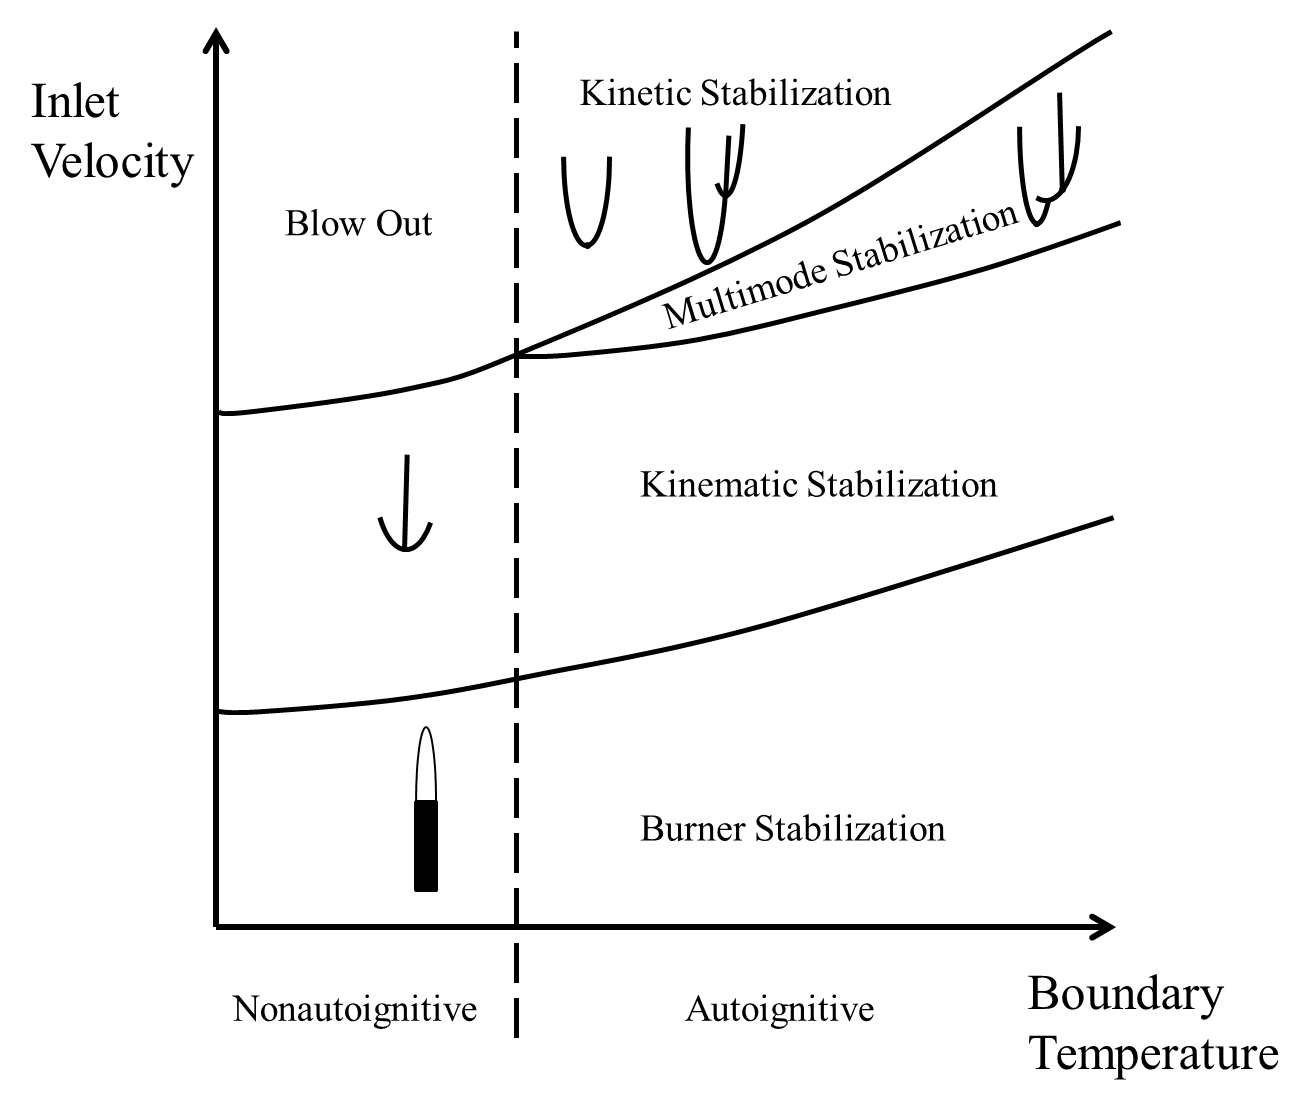 Inlet
Velocity
Kinetic Stabilization
Blow Out
Multimode Stabilization
Kinematic Stabilization
Burner Stabilization
Nonautoignitive
Autoignitive
Boundary
Temperature